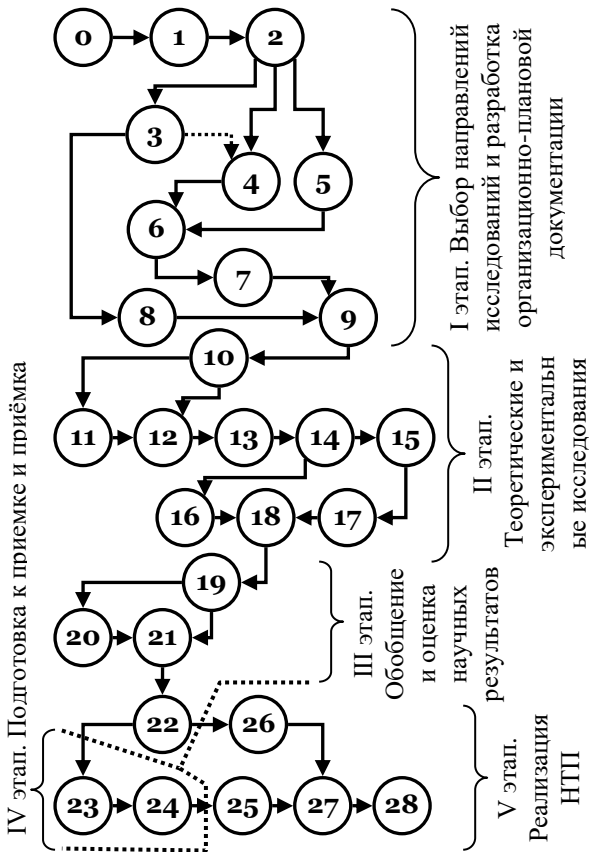 0
1
2
3
4
5
6
7
8
9
I этап. Выбор направлений
исследований и разработка
организационно-плановой
документации
10
11
12
13
14
15
16
18
17
II этап.
Теоретические и
экспериментальн
ые исследования
19
20
21
III этап.
Обобщение
и оценка
научных
результатов
22
26
23
24
25
27
28
IV этап. Подготовка к приемке и приёмка
V этап.
Реализация
НТП